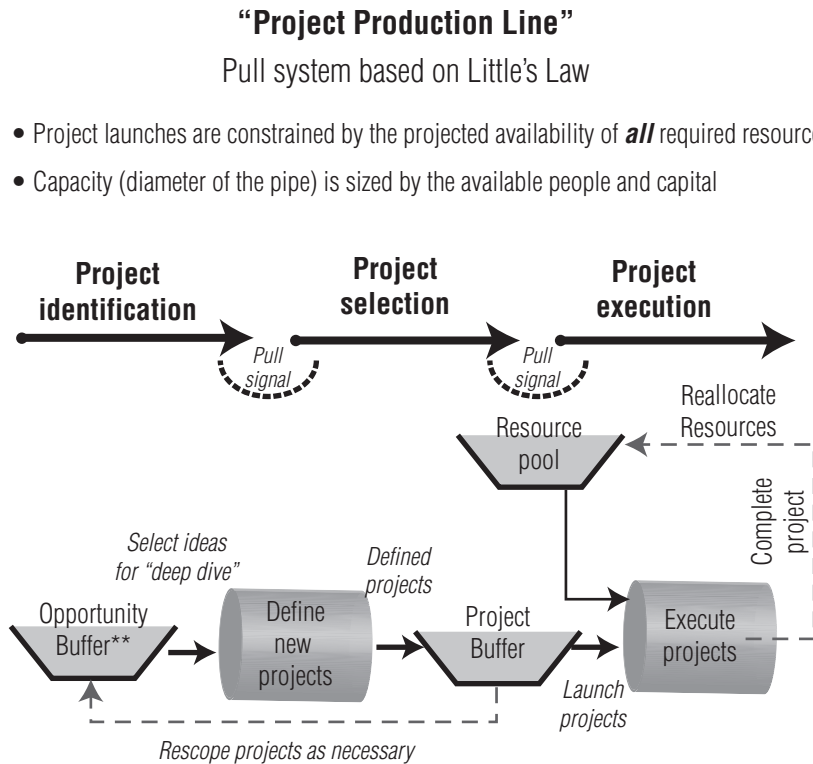 “Project Production Line”
Pull system based on Little’s Law
• Project launches are constrained by the projected availability of all required resourc
• Capacity (diameter of the pipe) is sized by the available people and capital
Project
identification
Project
selection
Project
execution
Pull
signal
Pull
signal
Reallocate
Resources
Resource
pool
Complete
project
Select ideas
for “deep dive”
Defined
projects
Opportunity
Buffer**
Define
new
projects
Project
Buffer
Execute
projects
Launch
projects
Rescope projects as necessary